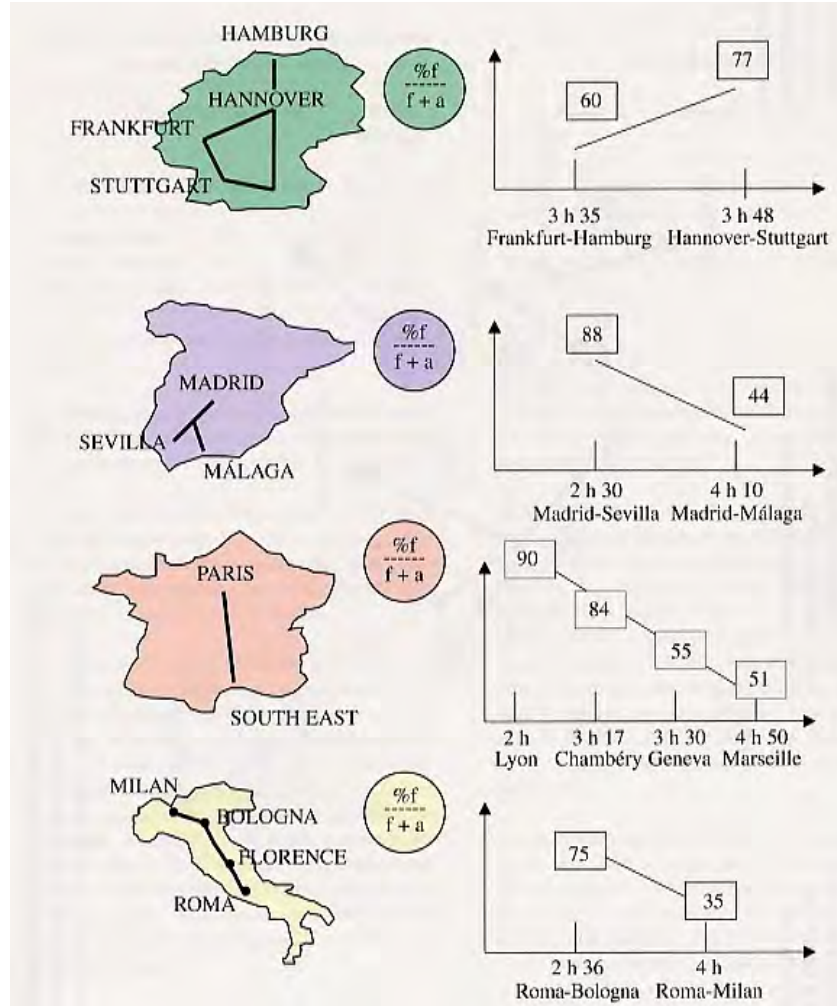 HAMBURG
HANNOVER
FRANKFURT
STUTTGART
%f
f + a
77
60
3 h 35 3 h 48
Frankfurt-Hamburg Hannover-Stuttgart
MADRID
SEVILLA
MÁLAGA
%f
f + a
88
44
2 h 30 4 h 10
Madrid-Sevilla Madrid-Málaga
PARIS
SOUTH EAST
%f
f + a
90
84
55
51
2 h 3 h 17 3 h 30 4 h 50
Lyon Chambéry Geneva Marseille
MILAN
BOLOGNA
FLORENCE
ROMA
%f
f + a
75
35
2 h 36 4 h
Roma-Bologna Roma-Milan